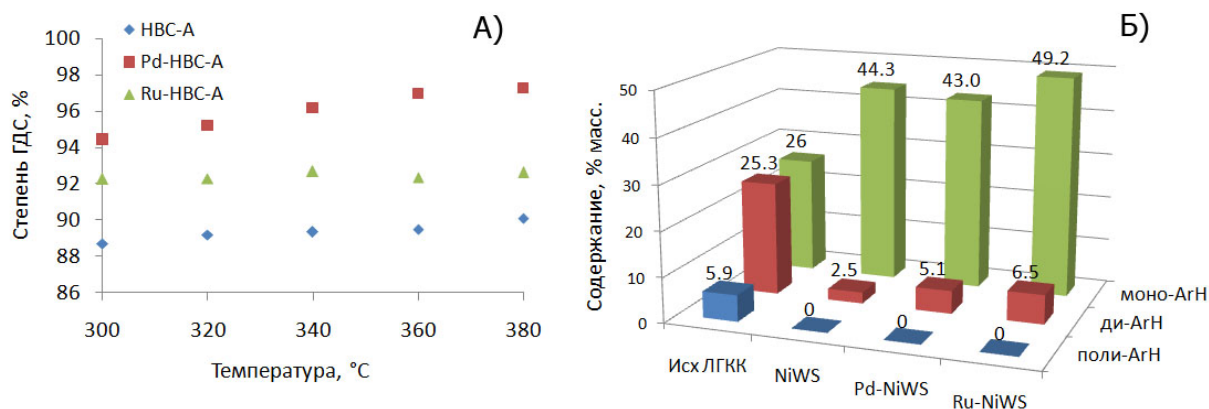 А)
НВС-А
Pd-НВС-А
Ru-НВС-А
Степень ГДС, %
100
98
96
94
92
90
88
86
300
320
340
360
380
Температура, °С
Б)
Содержание, % масс.
50
40
30
20
10
0
5.9
25.3
26
0
2.5
44.3
0
5.1
43.0
0
6.5
49.2
Исх ЛГКК
NiWS
Pd-NiWS
Ru-NiWS
моно-ArH
ди-ArH
поли-ArH